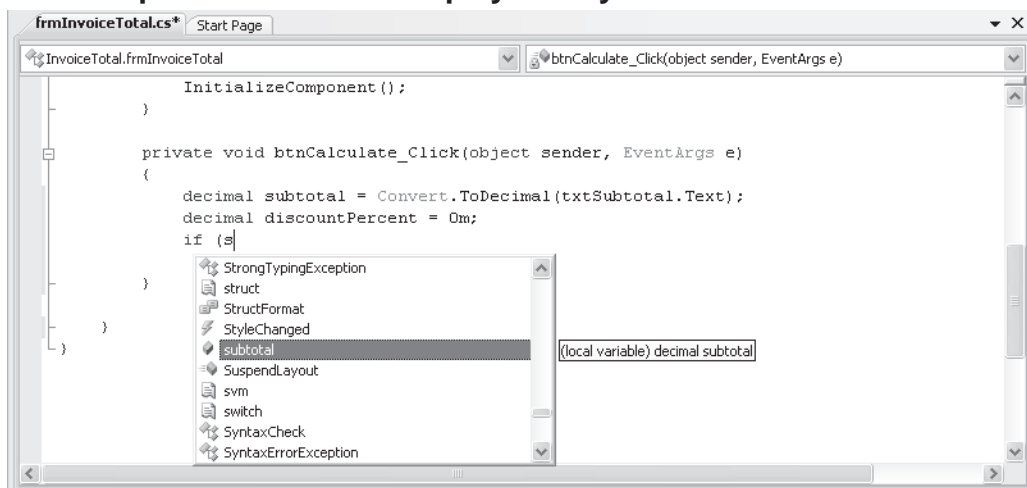 frmInvoiceTotal.cs* Start Page
InvoiceTotal.frmInvoiceTotal btnCalculate_Click(object sender, EventArgs e)
InitializeComponent();
}
private void btnCalculate_Click(object sender, EventArgs e)
{
decimal subtotal = Convert.ToDecimal(txtSubtotal.Text);
decimal discountPercent = 0m;
if (s
StrongTypingException
} struct
StructFormat
} StyleChanged
} subtotal (local variable) decimal subtotal
SuspendLayout
svm
switch
SyntaxCheck
SyntaxErrorException